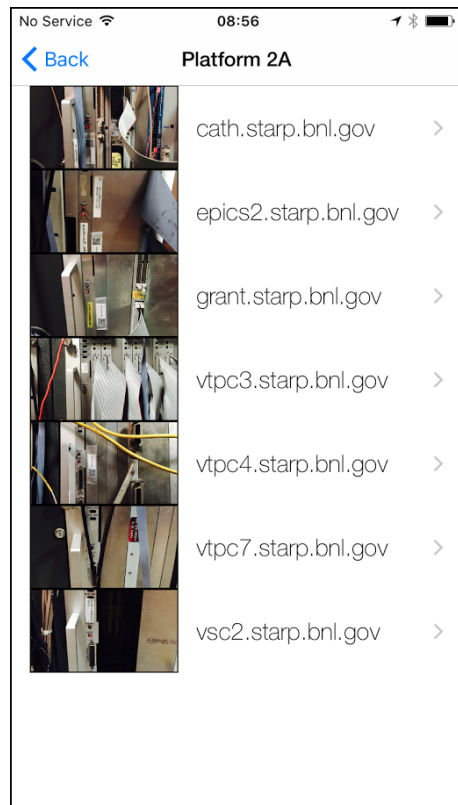 No Service 08:56
Back Platform 2A
cath.starp.bnl.gov
epics2.starp.bnl.gov
grant.starp.bnl.gov
vtpc3.starp.bnl.gov
vtpc4.starp.bnl.gov
vtpc7.starp.bnl.gov
vsc2.starp.bnl.gov